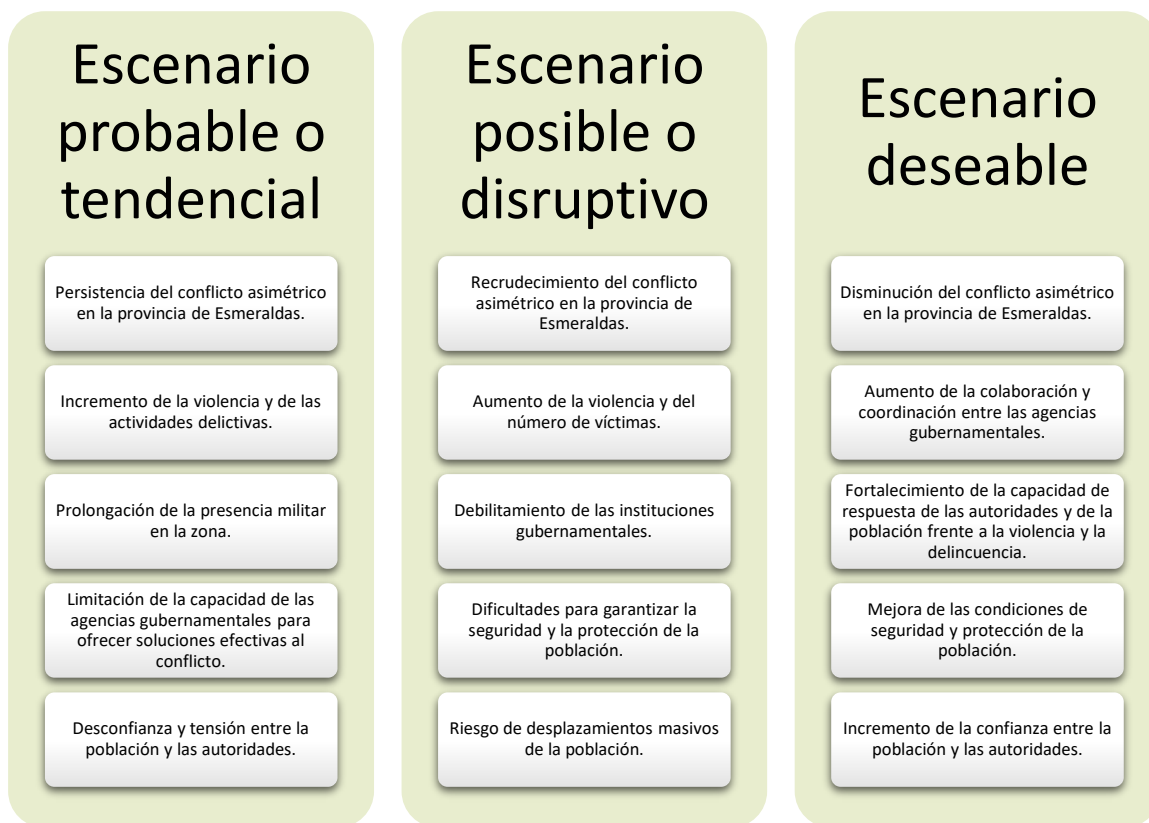 Escenario
probable o
tendencial
Persistencia del conflicto asimétrico
en la provincia de Esmeraldas.
Incremento de la violencia y de las
actividades delictivas.
Prolongación de la presencia militar
en la zona.
Limitación de la capacidad de las
agencias gubernamentales para
ofrecer soluciones efectivas al
conflicto.
Desconfianza y tensión entre la
población y las autoridades.
Escenario
posible o
disruptivo
Recrudecimiento del conflicto
asimétrico en la provincia de
Esmeraldas.
Aumento de la violencia y del
número de víctimas.
Debilitamiento de las instituciones
gubernamentales.
Dificultades para garantizar la
seguridad y la protección de la
población.
Riesgo de desplazamientos masivos
de la población.
Escenario
deseable
Disminución del conflicto asimétrico
en la provincia de Esmeraldas.
Aumento de la colaboración y
coordinación entre las agencias
gubernamentales.
Fortalecimiento de la capacidad de
respuesta de las autoridades y de la
población frente a la violencia y la
delincuencia.
Mejora de las condiciones de
seguridad y protección de la
población.
Incremento de la confianza entre la
población y las autoridades.